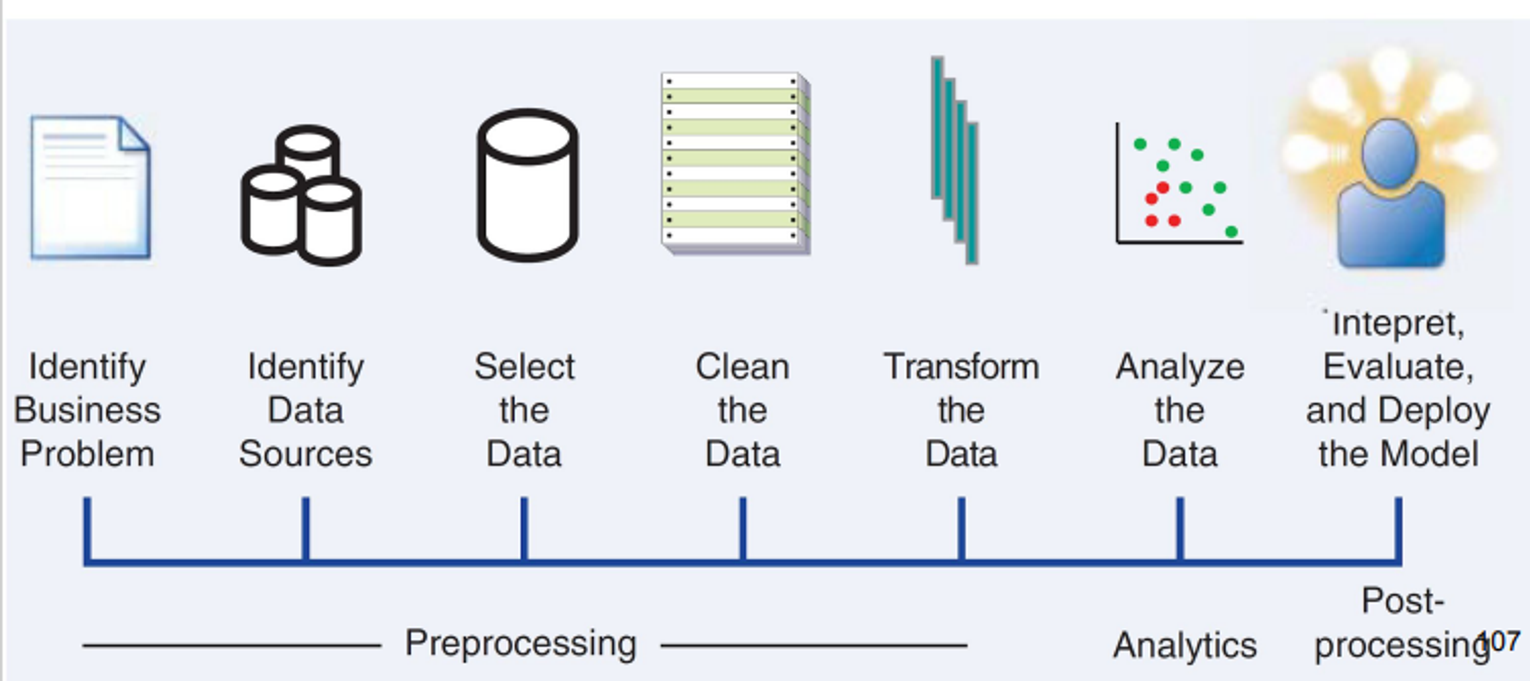 Identify
Business
Problem
Identify
Data
Sources
Select
the
Data
Clean
the
Data
Transform
the
Data
Analyze
the
Data
Intepret,
Evaluate,
and Deploy
the Model
Preprocessing
Analytics
Post-
processing
107